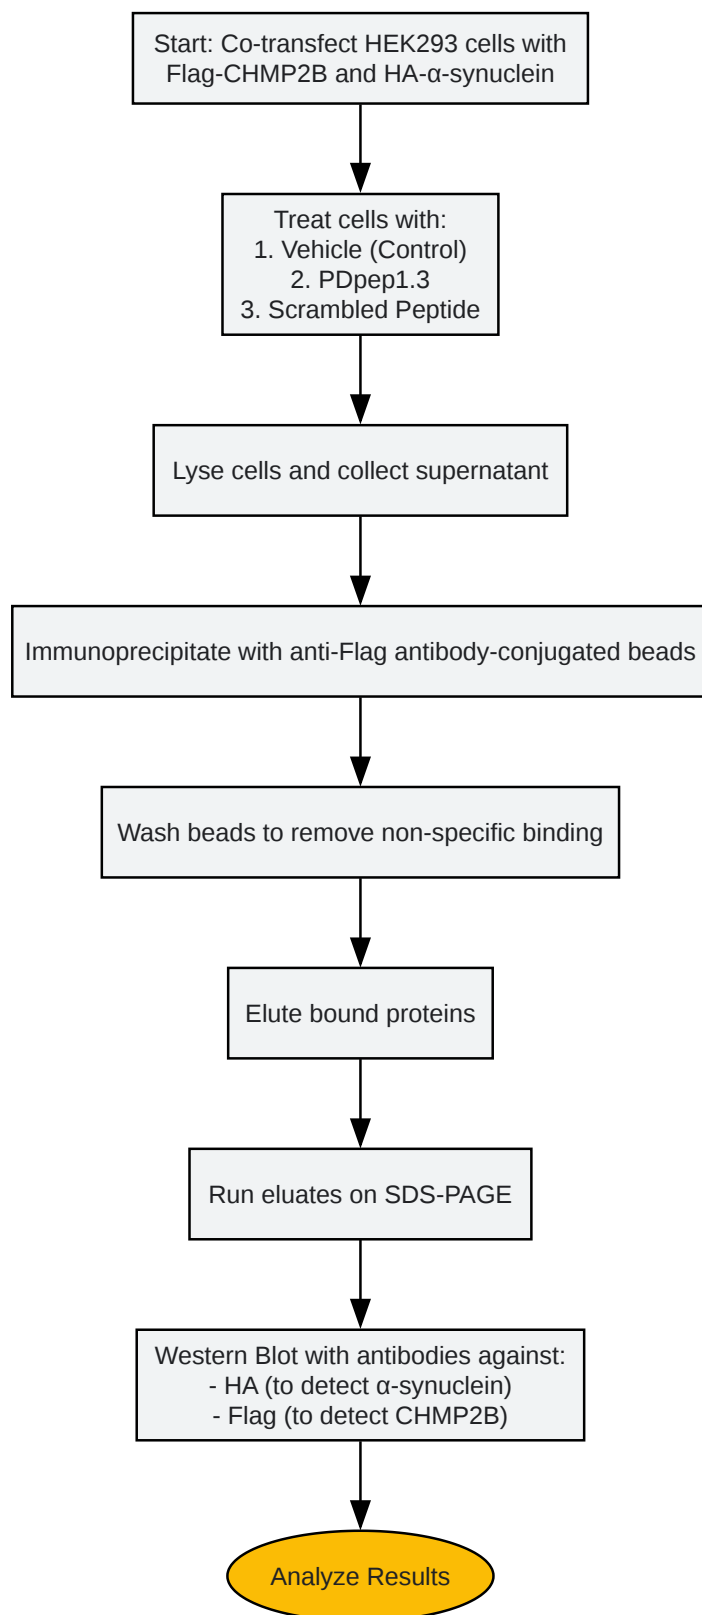 Start: Co-transfect HEK293 cells with
Flag-CHMP2B and HA-α-synuclein
Treat cells with:
1. Vehicle (Control)
2. PDpep1.3
3. Scrambled Peptide
Lyse cells and collect supernatant
Immunoprecipitate with anti-Flag antibody-conjugated beads
Wash beads to remove non-specific binding
Elute bound proteins
Run eluates on SDS-PAGE
Western Blot with antibodies against:
- HA (to detect α-synuclein)
- Flag (to detect CHMP2B)
Analyze Results